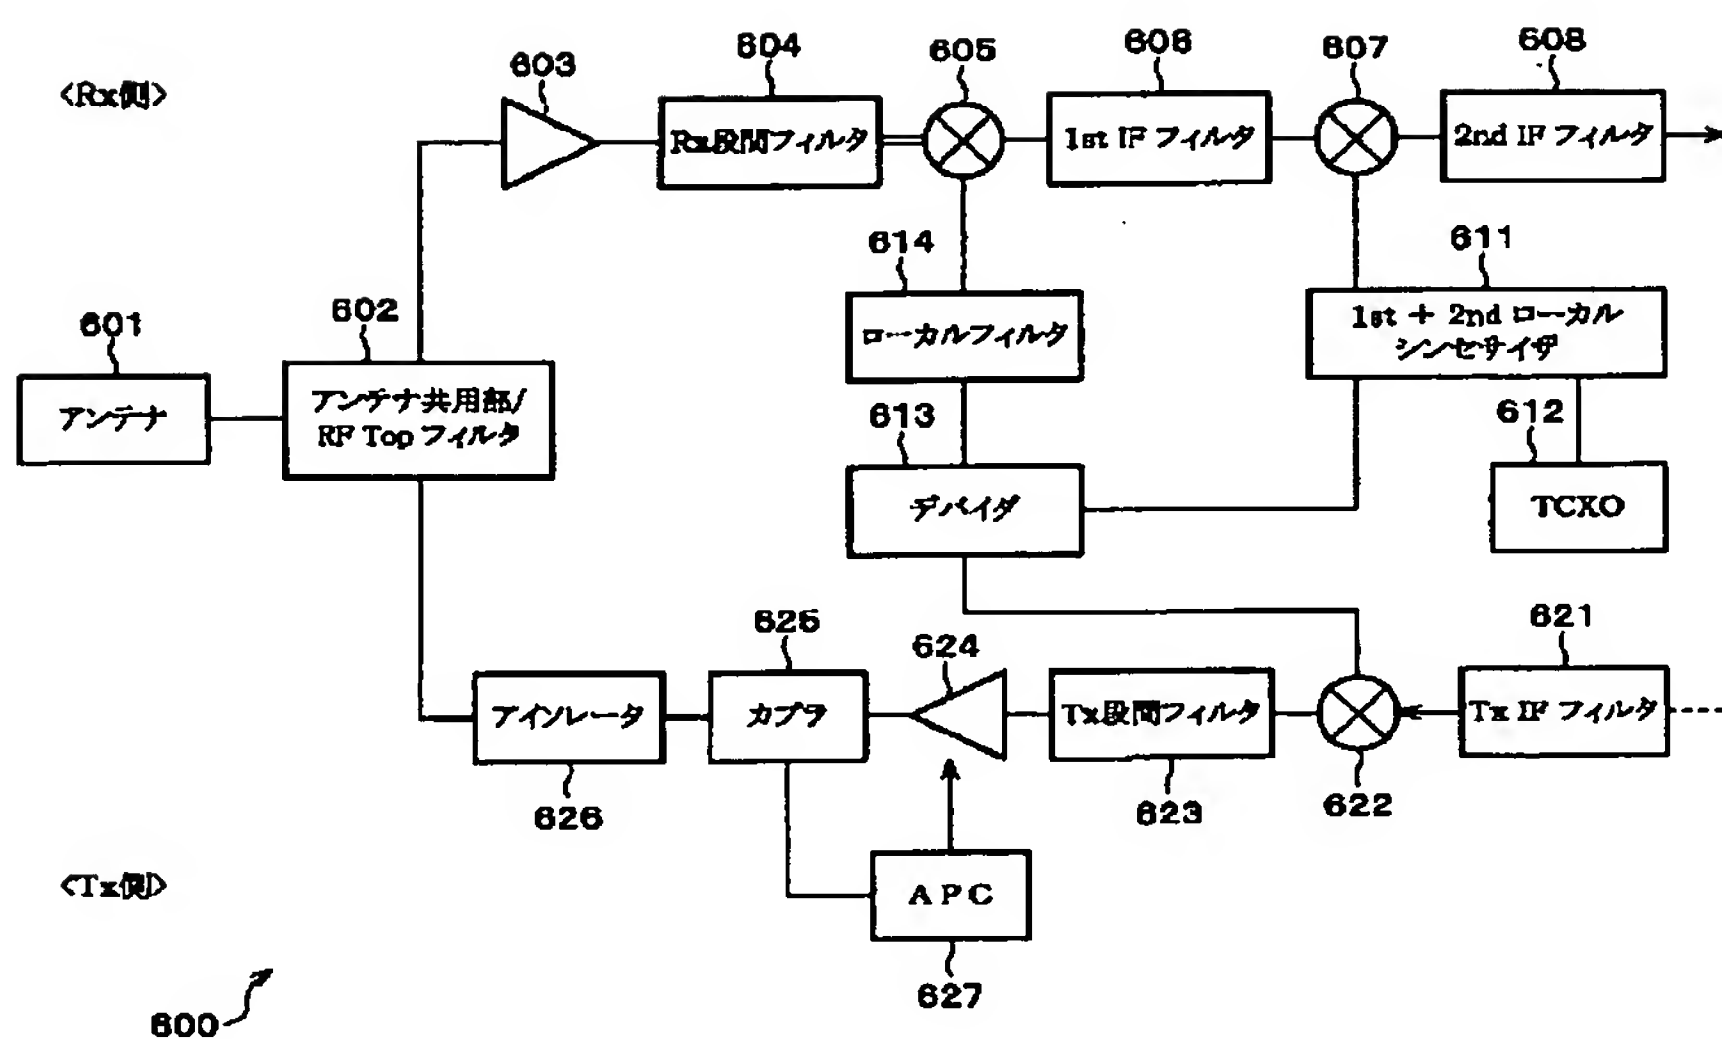 <Rx側>
603
604
605
606
607
608
Rx段間フィルタ
1st IF フィルタ
2nd IF フィルタ
614
611
ローカルフィルタ
1st + 2nd ローカル
シンセサイザ
601
602
アンテナ
アンテナ共用部/
RF Top フィルタ
613
612
デバイダ
TCXO
625
624
621
アイソレータ
カプラ
Tx段間フィルタ
Tx IF フィルタ
626
623
622
<Tx側>
APC
627
600